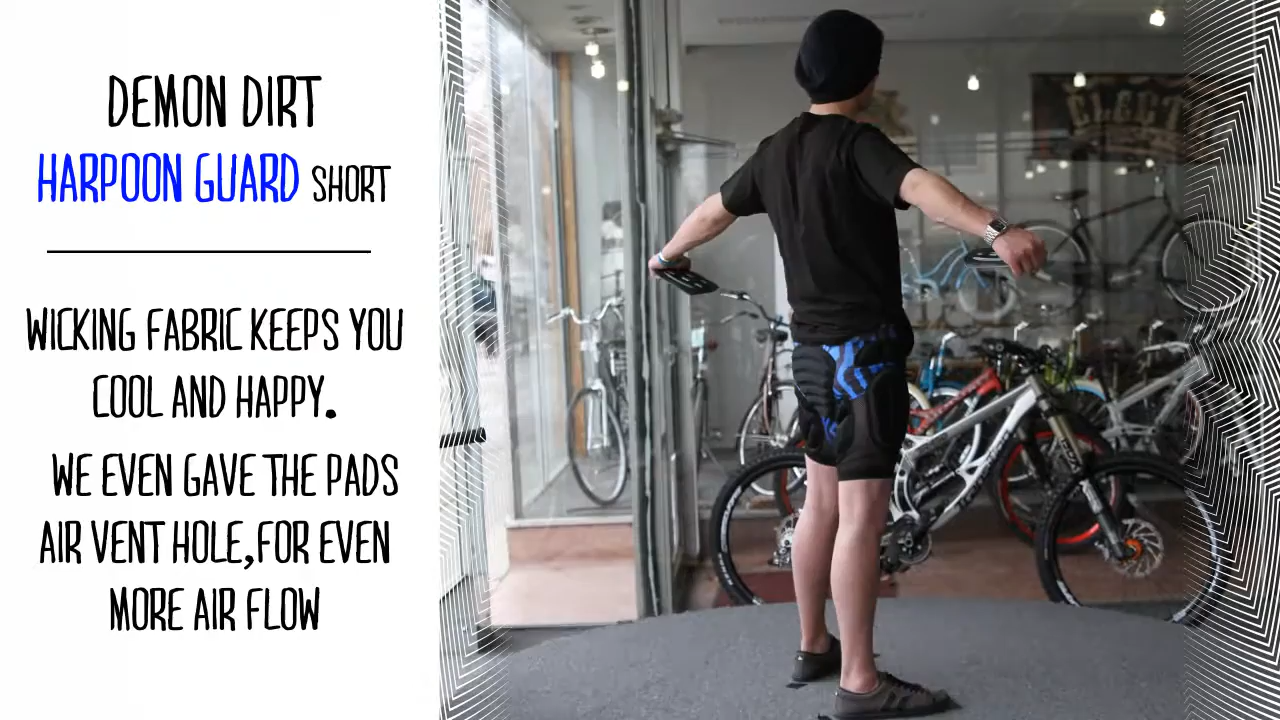 DEMON DIRT
HARPOON GUARD SHORT
WICKING FABRIC KEEPS YOU
COOL AND HAPPY.
WE EVEN GAVE THE PADS
AIR VENT HOLE,FOR EVEN
MORE AIR FLOW
ELECT